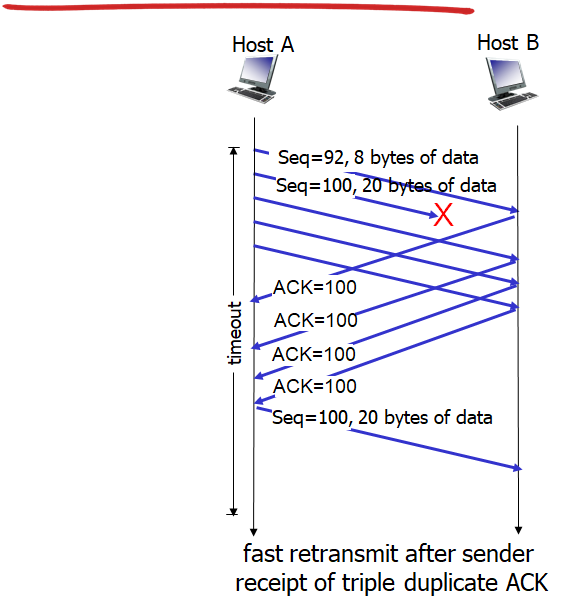 Host A
Host B
Seq=92, 8 bytes of data
Seq=100, 20 bytes of data
X
ACK=100
ACK=100
ACK=100
ACK=100
timeout
Seq=100, 20 bytes of data
fast retransmit after sender
receipt of triple duplicate ACK